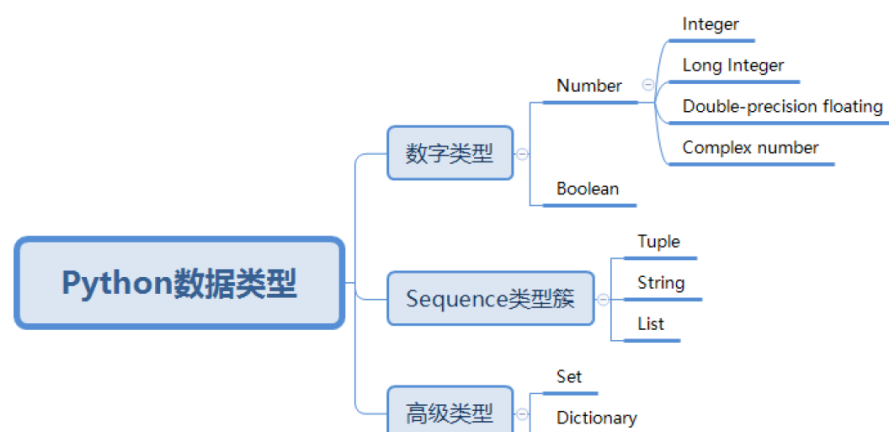 Python数据类型
数字类型
Number
Integer
Long Integer
Double-precision floating
Complex number
Boolean
Sequence类型簇
Tuple
String
List
高级类型
Set
Dictionary